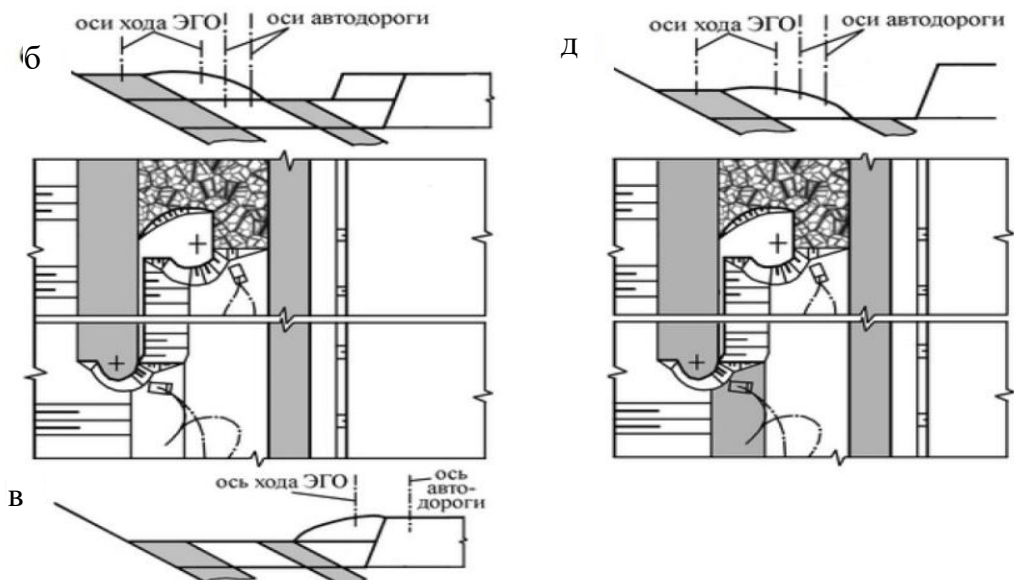 оси хода ЭГО оси автодороги
б
оси хода ЭГО оси автодороги
д
ось хода ЭГО
ось
авто-
дороги
в